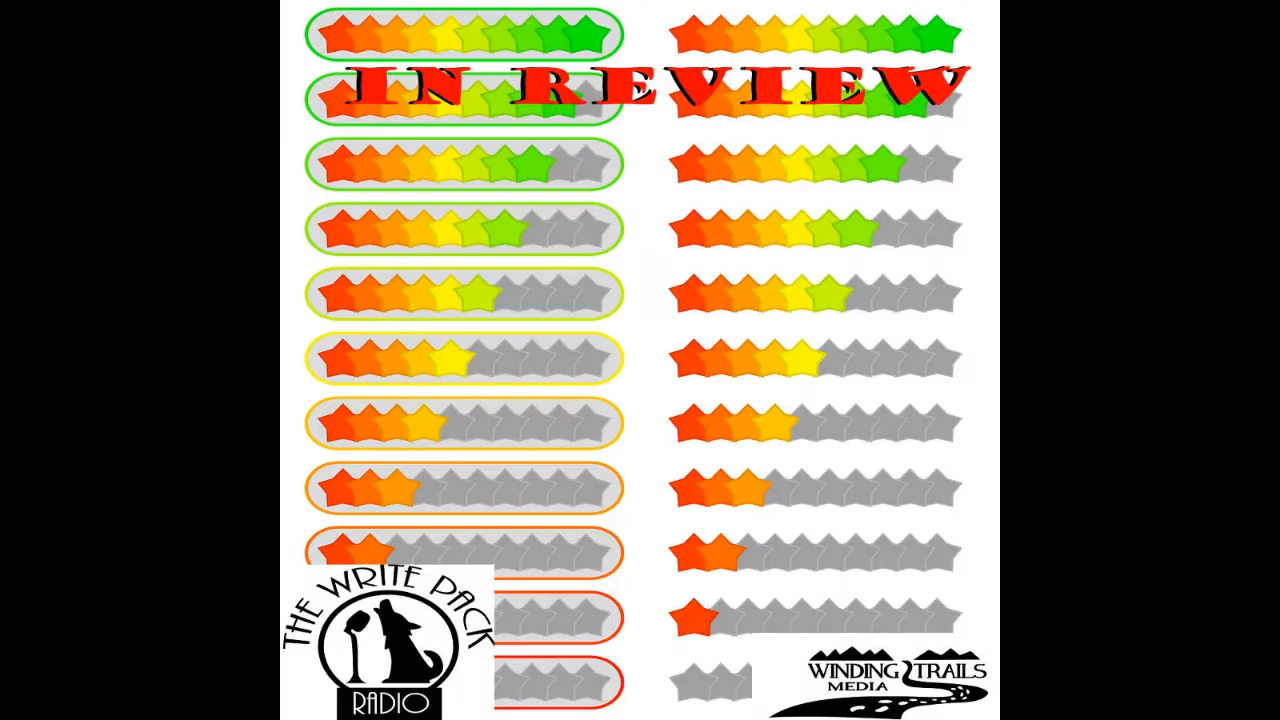 IN REVIEW
THE WRITE PACK
RADIO
WINDING TRAILS
MEDIA